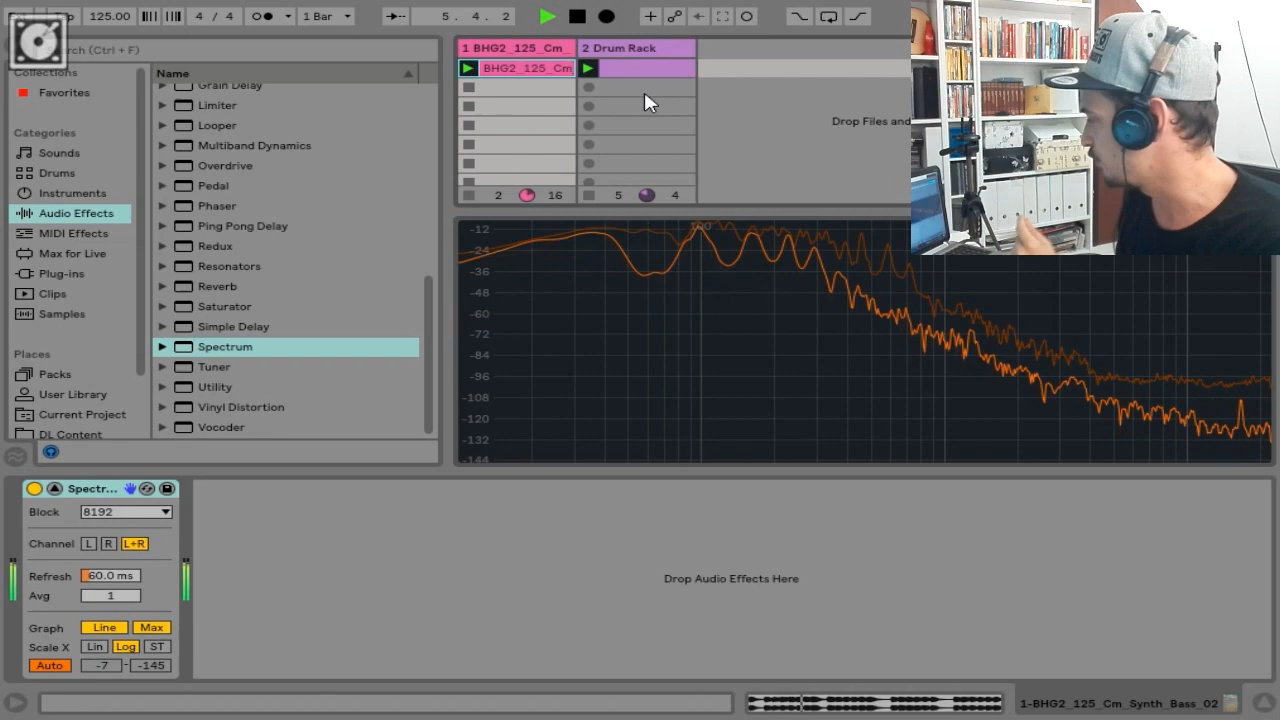 125.00
4 / 4
1 Bar
5 . 4 . 2
arch (Ctrl + F)
Collections
Favorites
Categories
Sounds
Drums
Instruments
Audio Effects
MIDI Effects
Max for Live
Plug-ins
Clips
Samples
Places
Packs
User Library
Current Project
DL Content
Name
Grain Delay
Limiter
Looper
Multiband Dynamics
Overdrive
Pedal
Phaser
Ping Pong Delay
Redux
Resonators
Reverb
Saturator
Simple Delay
Spectrum
Tuner
Utility
Vinyl Distortion
Vocoder
1 BHG2_125_Cm_
2 Drum Rack
BHG2_125_Cm
Drop Files and
2 16
5 4
100
-12
-24
-36
-48
-60
-72
-84
-96
-108
-120
-132
-144
Spectr...
Block 8192
Channel L R L+R
Refresh 60.0 ms
Avg 1
Graph Line Max
Scale X Lin Log ST
Auto -7 - -145
Drop Audio Effects Here
1-BHG2_125_Cm_Synth_Bass_02